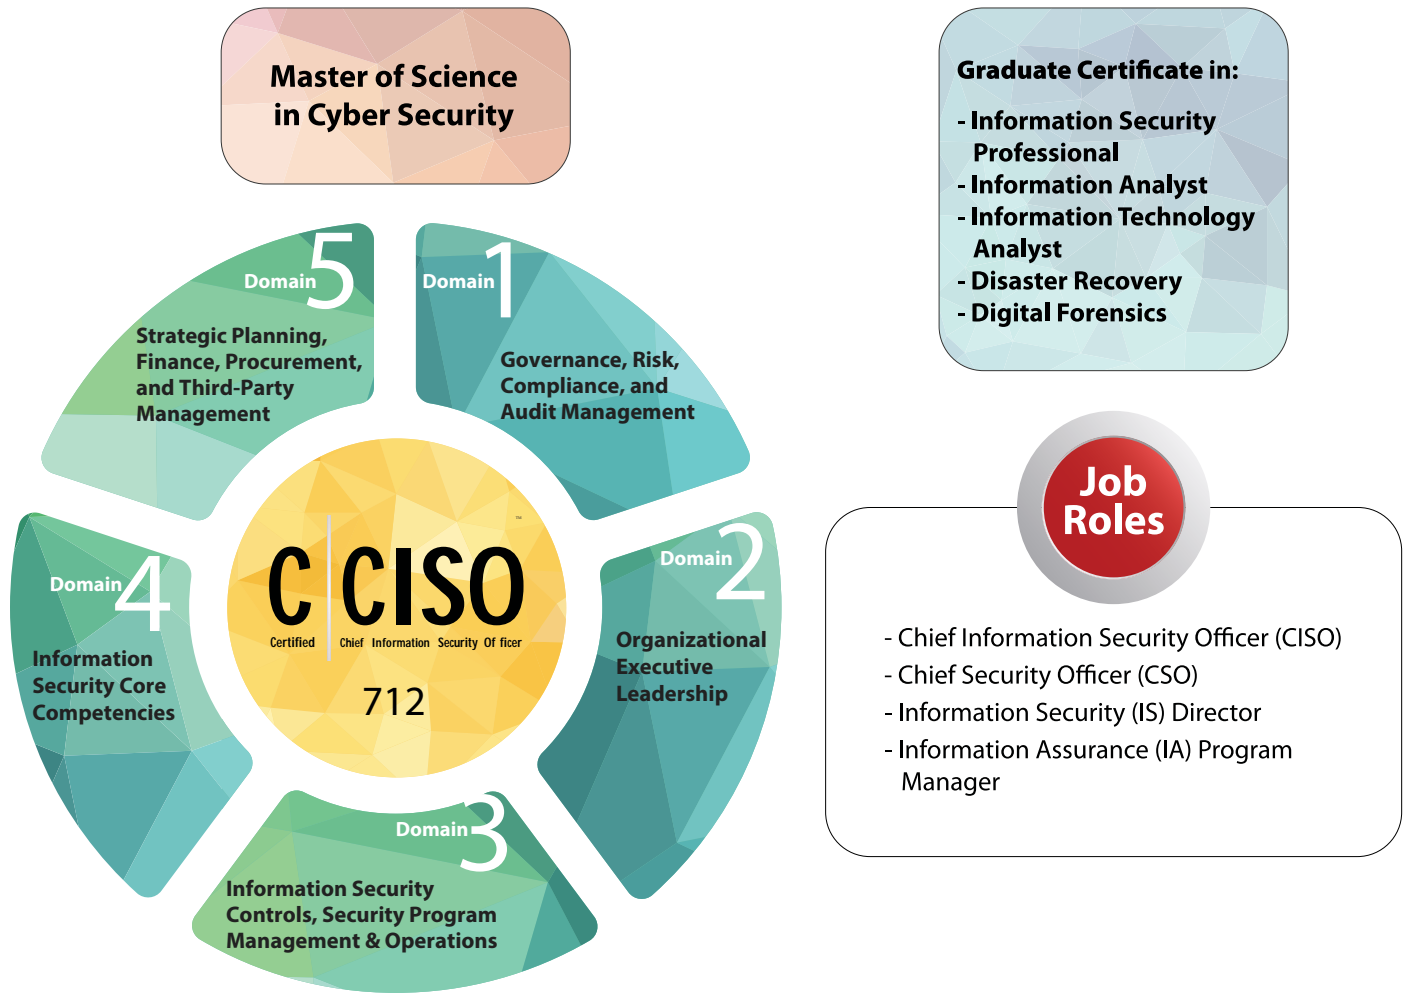 Master of Science
in Cyber Security
Graduate Certificate in:
- Information Security
Professional
- Information Analyst
- Information Technology
Analyst
- Disaster Recovery
- Digital Forensics
Domain 5
Strategic Planning,
Finance, Procurement,
and Third-Party
Management
Domain 1
Governance, Risk,
Compliance, and
Audit Management
Domain 2
Organizational
Executive
Leadership
Domain 3
Information Security
Controls, Security Program
Management & Operations
Domain 4
Information
Security Core
Competencies
C|CISO™
Certified Chief Information Security Of ficer
712
Job
Roles
- Chief Information Security Officer (CISO)
- Chief Security Officer (CSO)
- Information Security (IS) Director
- Information Assurance (IA) Program
Manager